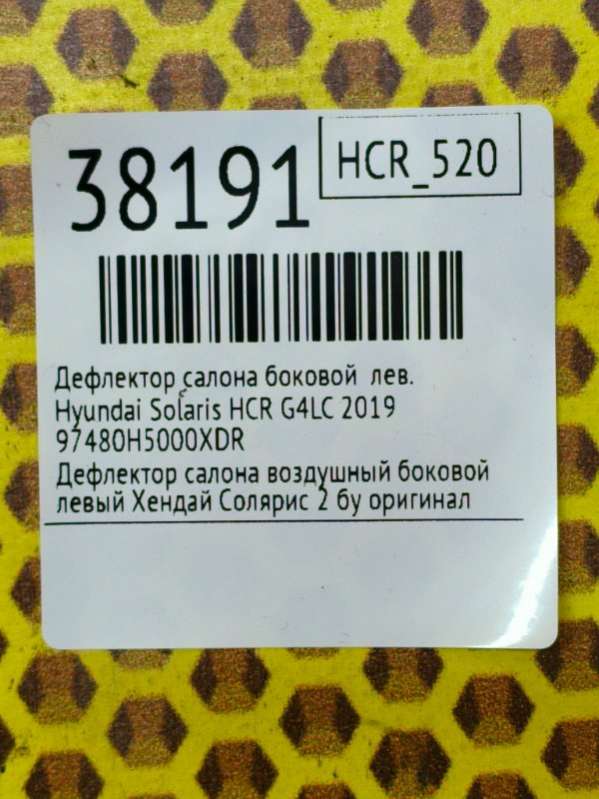 38191
HCR_520
Дефлектор салона боковой лев.
Hyundai Solaris HCR G4LC 2019
97480H5000XDR
Дефлектор салона воздушный боковой
левый Хендай Солярис 2 бу оригинал